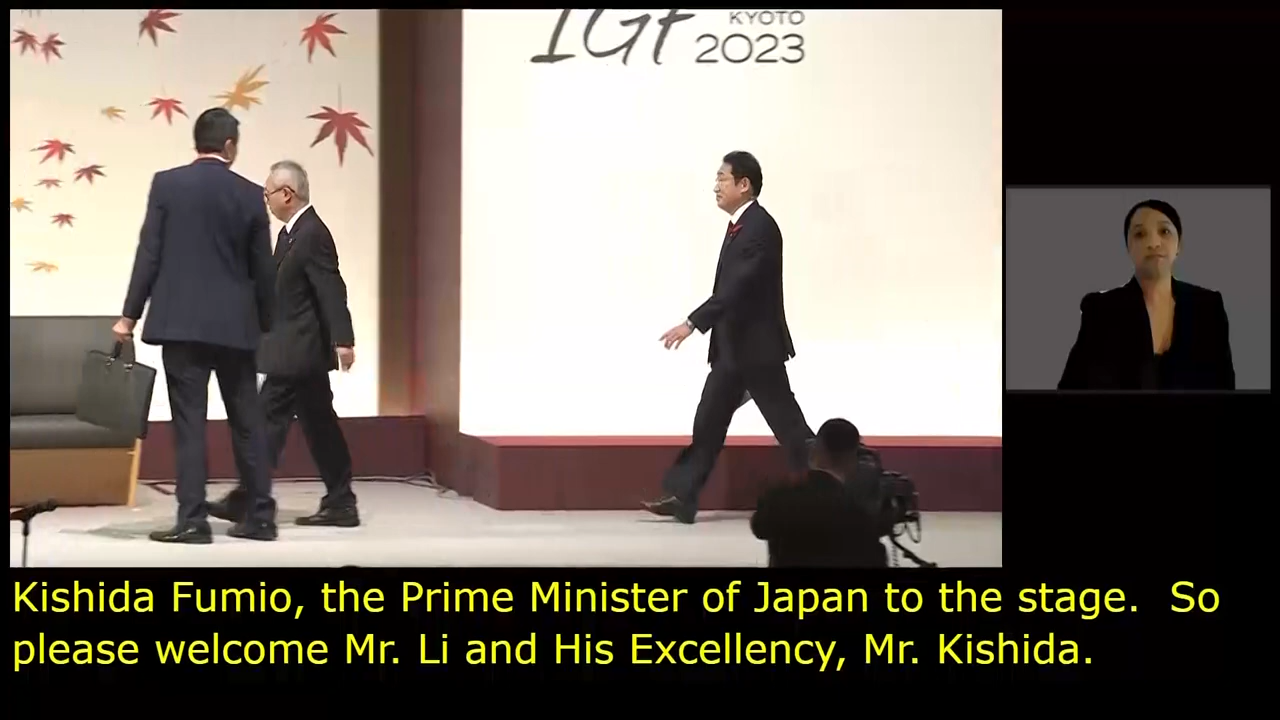 IGF
KYOTO
2023
Kishida Fumio, the Prime Minister of Japan to the stage.  So
please welcome Mr. Li and His Excellency, Mr. Kishida.